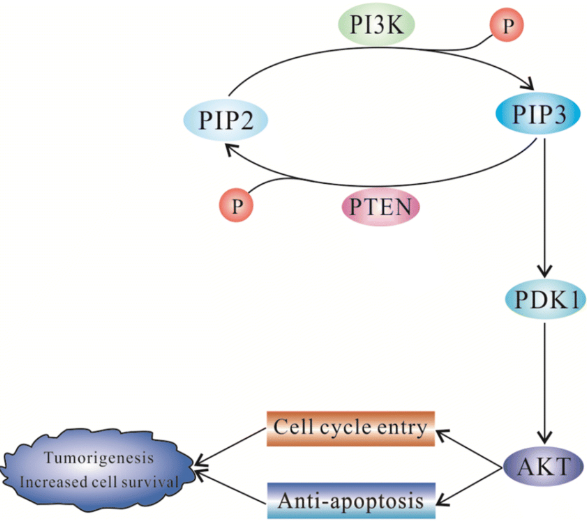 PI3K
P
PIP2
PIP3
P
PTEN
PDK1
Cell cycle entry
Tumorigenesis
Increased cell survival
AKT
Anti-apoptosis